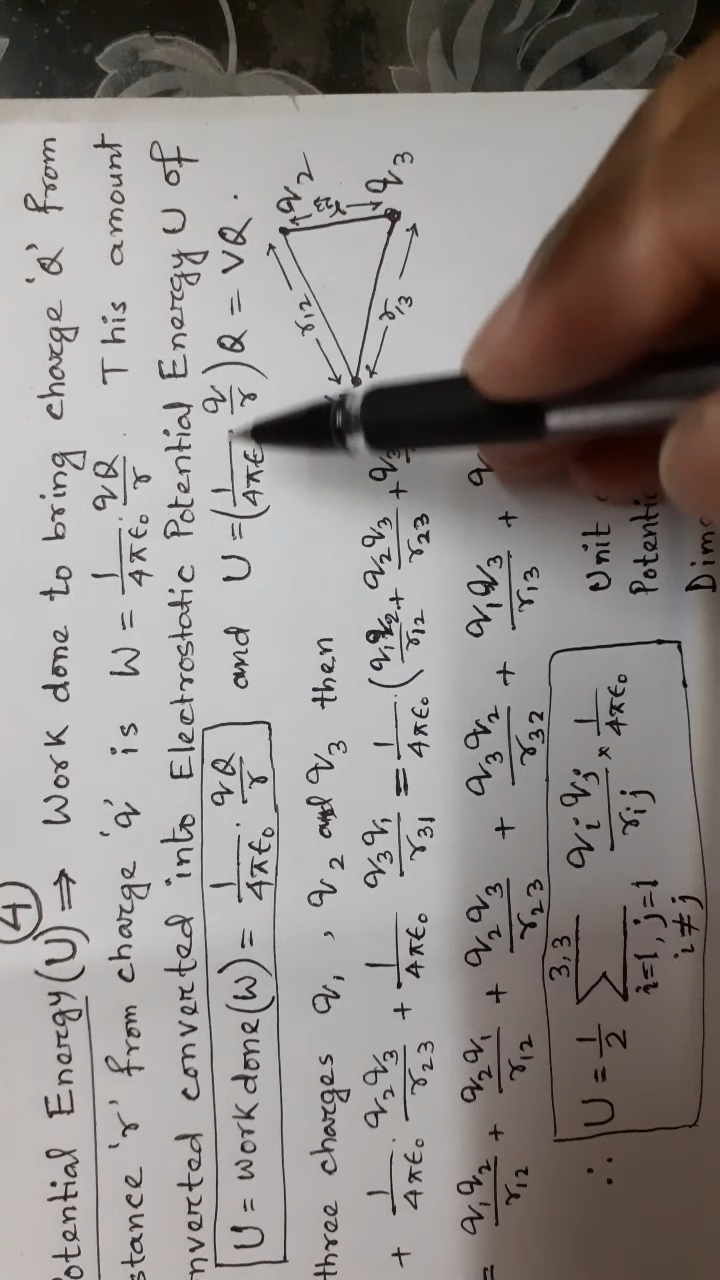 (4)
otential Energy(U) ⇒ Work done to bring charge 'Q' from
stance 'r' from charge 'q' is W = 1/4πϵ₀ · qQ/r . This amount
nverted converted into Electrostatic Potential Energy U of
U = work done(W) = 1/4πϵ₀ · qQ/r and U = (1/4πϵ · q/r)Q = VQ .
three charges q₁ , q₂ and q₃ then
+ 1/4πϵ₀ · q₂q₃/r₂₃ + 1/4πϵ₀ q₃q₁/r₃₁ = 1/4πϵ₀ · (q₁q₂/r₁₂ + q₂q₃/r₂₃ + q₃
= q₁q₂/r₁₂ + q₂q₁/r₁₂ + q₂q₃/r₂₃ + q₃q₂/r₃₂ + q₁q₃/r₁₃ + q
∴ U = 1/2 3,3 ∑ i=1, j=1 i≠j qᵢ qⱼ/rᵢⱼ × 1/4πϵ₀
Unit
Potenti
Dim
r₁₂
q₂
q₃
r₁₃